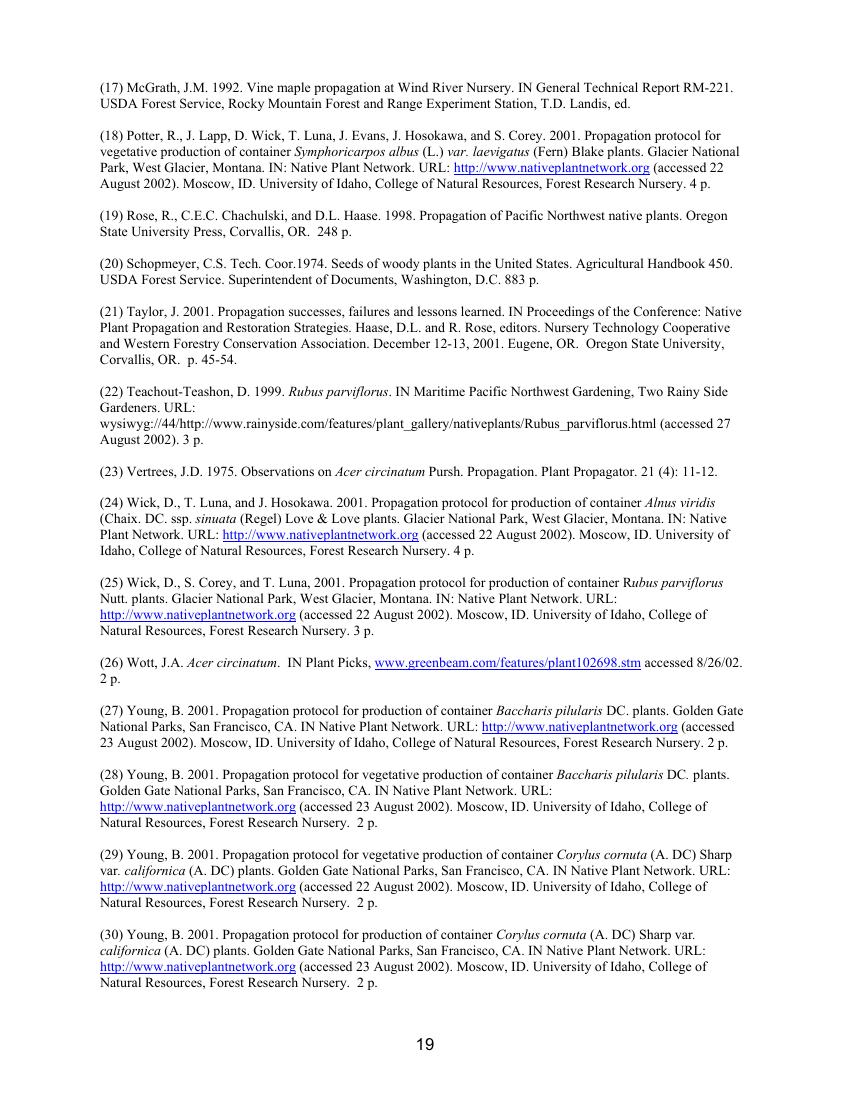 (17) McGrath, J.M. 1992. Vine maple propagation at Wind River Nursery. IN General Technical Report RM-221.
USDA Forest Service, Rocky Mountain Forest and Range Experiment Station, T.D. Landis, ed.
(18) Potter, R., J. Lapp, D. Wick, T. Luna, J. Evans, J. Hosokawa, and S. Corey. 2001. Propagation protocol for
vegetative production of container Symphoricarpos albus (L.) var. laevigatus (Fern) Blake plants. Glacier National
Park, West Glacier, Montana. IN: Native Plant Network. URL: http://www.nativeplantnetwork.org (accessed 22
August 2002). Moscow, ID. University of Idaho, College of Natural Resources, Forest Research Nursery. 4 p.
(19) Rose, R., C.E.C. Chachulski, and D.L. Haase. 1998. Propagation of Pacific Northwest native plants. Oregon
State University Press, Corvallis, OR.  248 p.
(20) Schopmeyer, C.S. Tech. Coor.1974. Seeds of woody plants in the United States. Agricultural Handbook 450.
USDA Forest Service. Superintendent of Documents, Washington, D.C. 883 p.
(21) Taylor, J. 2001. Propagation successes, failures and lessons learned. IN Proceedings of the Conference: Native
Plant Propagation and Restoration Strategies. Haase, D.L. and R. Rose, editors. Nursery Technology Cooperative
and Western Forestry Conservation Association. December 12-13, 2001. Eugene, OR.  Oregon State University,
Corvallis, OR.  p. 45-54.
(22) Teachout-Teashon, D. 1999. Rubus parviflorus. IN Maritime Pacific Northwest Gardening, Two Rainy Side
Gardeners. URL:
wysiwyg://44/http://www.rainyside.com/features/plant_gallery/nativeplants/Rubus_parviflorus.html (accessed 27
August 2002). 3 p.
(23) Vertrees, J.D. 1975. Observations on Acer circinatum Pursh. Propagation. Plant Propagator. 21 (4): 11-12.
(24) Wick, D., T. Luna, and J. Hosokawa. 2001. Propagation protocol for production of container Alnus viridis
(Chaix. DC. ssp. sinuata (Regel) Love & Love plants. Glacier National Park, West Glacier, Montana. IN: Native
Plant Network. URL: http://www.nativeplantnetwork.org (accessed 22 August 2002). Moscow, ID. University of
Idaho, College of Natural Resources, Forest Research Nursery. 4 p.
(25) Wick, D., S. Corey, and T. Luna, 2001. Propagation protocol for production of container Rubus parviflorus
Nutt. plants. Glacier National Park, West Glacier, Montana. IN: Native Plant Network. URL:
http://www.nativeplantnetwork.org (accessed 22 August 2002). Moscow, ID. University of Idaho, College of
Natural Resources, Forest Research Nursery. 3 p.
(26) Wott, J.A. Acer circinatum.  IN Plant Picks, www.greenbeam.com/features/plant102698.stm accessed 8/26/02.
2 p.
(27) Young, B. 2001. Propagation protocol for production of container Baccharis pilularis DC. plants. Golden Gate
National Parks, San Francisco, CA. IN Native Plant Network. URL: http://www.nativeplantnetwork.org (accessed
23 August 2002). Moscow, ID. University of Idaho, College of Natural Resources, Forest Research Nursery. 2 p.
(28) Young, B. 2001. Propagation protocol for vegetative production of container Baccharis pilularis DC. plants.
Golden Gate National Parks, San Francisco, CA. IN Native Plant Network. URL:
http://www.nativeplantnetwork.org (accessed 23 August 2002). Moscow, ID. University of Idaho, College of
Natural Resources, Forest Research Nursery.  2 p.
(29) Young, B. 2001. Propagation protocol for vegetative production of container Corylus cornuta (A. DC) Sharp
var. californica (A. DC) plants. Golden Gate National Parks, San Francisco, CA. IN Native Plant Network. URL:
http://www.nativeplantnetwork.org (accessed 22 August 2002). Moscow, ID. University of Idaho, College of
Natural Resources, Forest Research Nursery.  2 p.
(30) Young, B. 2001. Propagation protocol for production of container Corylus cornuta (A. DC) Sharp var.
californica (A. DC) plants. Golden Gate National Parks, San Francisco, CA. IN Native Plant Network. URL:
http://www.nativeplantnetwork.org (accessed 23 August 2002). Moscow, ID. University of Idaho, College of
Natural Resources, Forest Research Nursery.  2 p.
19